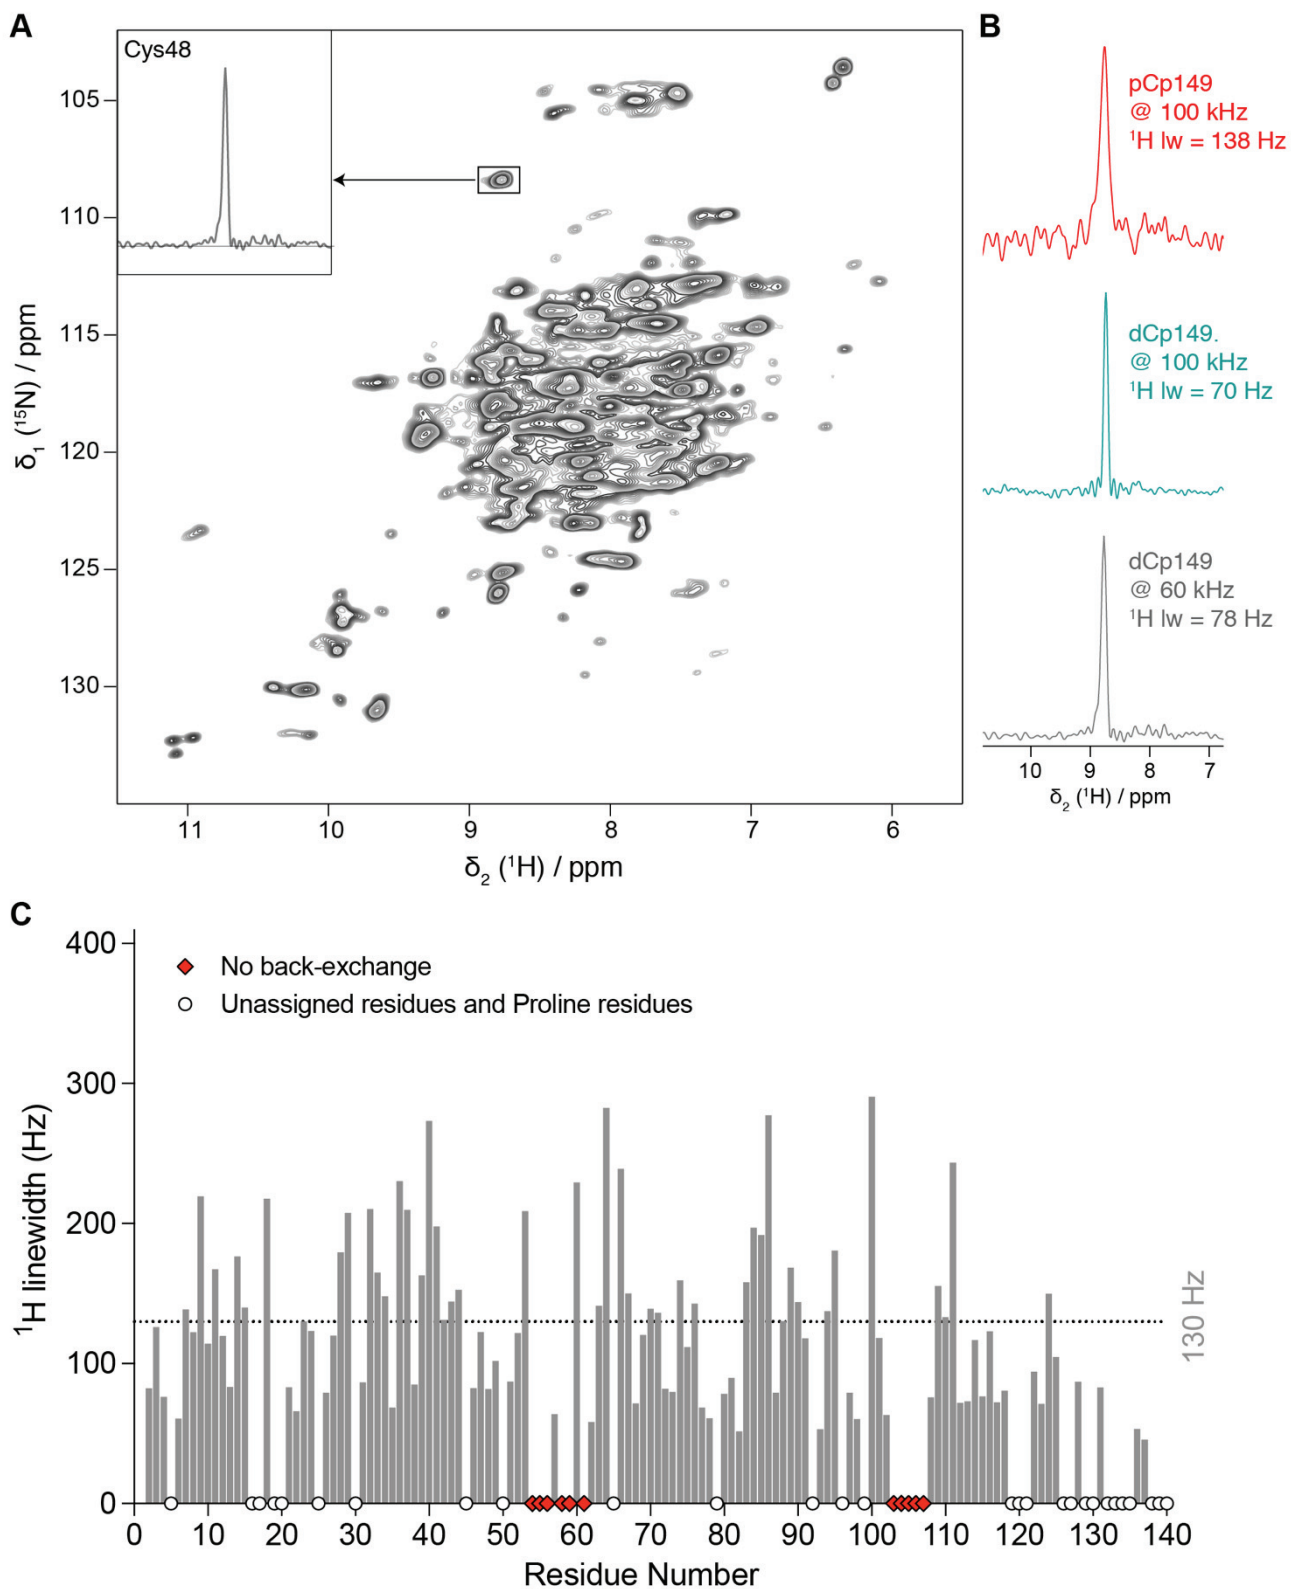 A
B
Cys48
105
110
115
120
125
130
δ1 (15N) / ppm
11
10
9
8
7
6
δ2 (1H) / ppm
pCp149
@ 100 kHz
1H lw = 138 Hz
dCp149.
@ 100 kHz
1H lw = 70 Hz
dCp149
@ 60 kHz
1H lw = 78 Hz
10
9
8
7
δ2 (1H) / ppm
C
400
300
200
100
0
1H linewidth (Hz)
No back-exchange
Unassigned residues and Proline residues
130 Hz
0
10
20
30
40
50
60
70
80
90
100
110
120
130
140
Residue Number